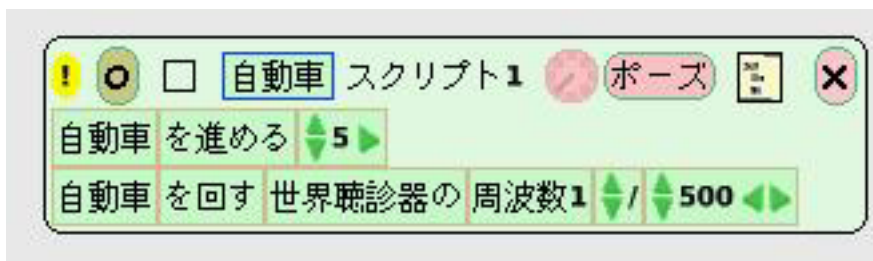 ! O 自動車 スクリプト1 ポーズ ×
自動車 を進める 5
自動車 を回す 世界聴診器の 周波数1 / 500